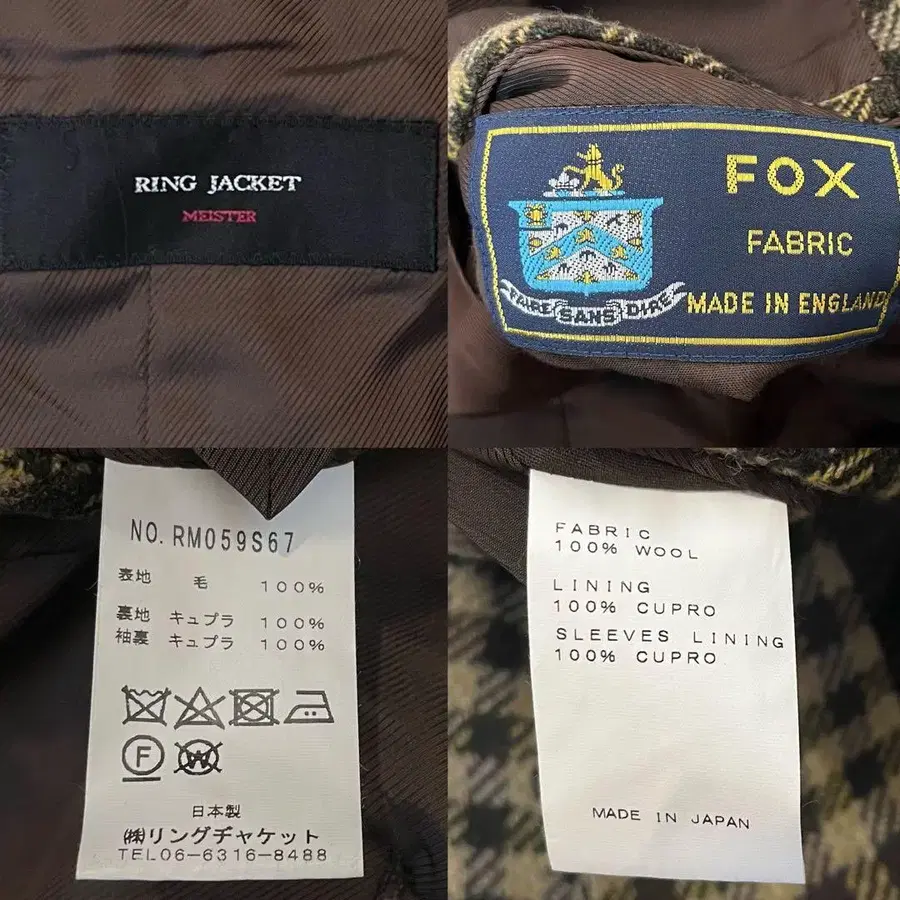 RING JACKET
MEISTER
FOX
FABRIC
MADE IN ENGLAND
FAIRE SANS DIRE
NO. RM059S67
表地 毛 100%
裏地 キュプラ 100%
袖裏 キュプラ 100%
F
W
日本製
㈱リングヂャケット
TEL06-6316-8488
FABRIC
100% WOOL
LINING
100% CUPRO
SLEEVES LINING
100% CUPRO
MADE IN JAPAN